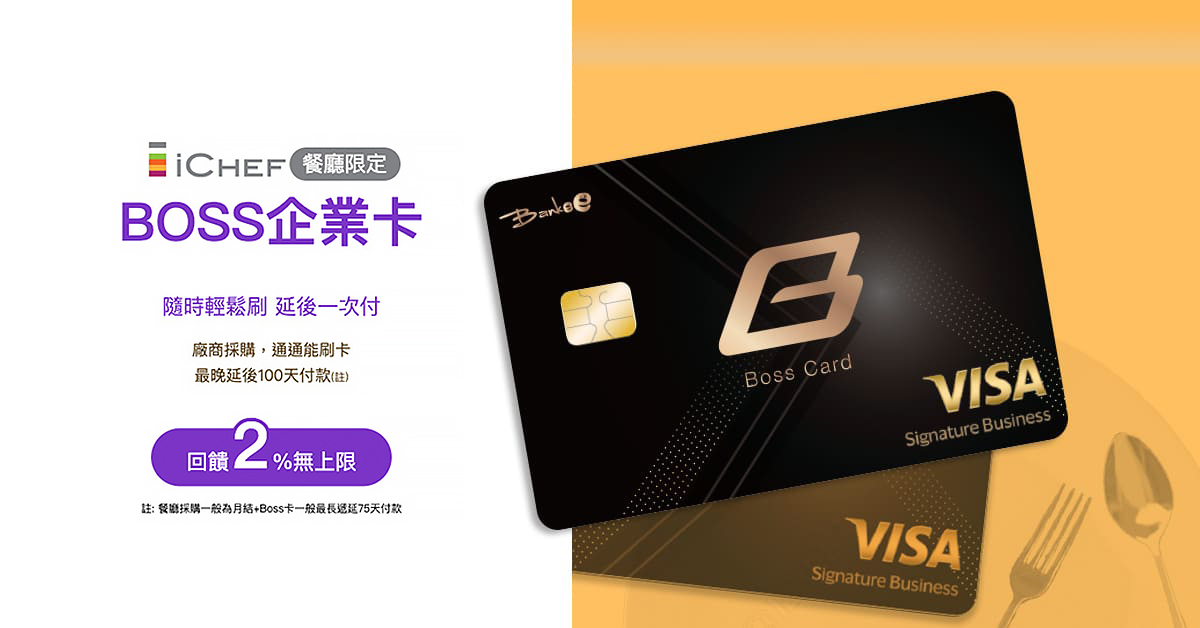 iCHEF 餐廳限定
BOSS企業卡
隨時輕鬆刷 延後一次付
廠商採購，通通能刷卡
最晚延後100天付款(註)
回饋2%無上限
註: 餐廳採購一般為月結+Boss卡一般最長遞延75天付款
Bankee
Boss Card
VISA
Signature Business
VISA
Signature Business